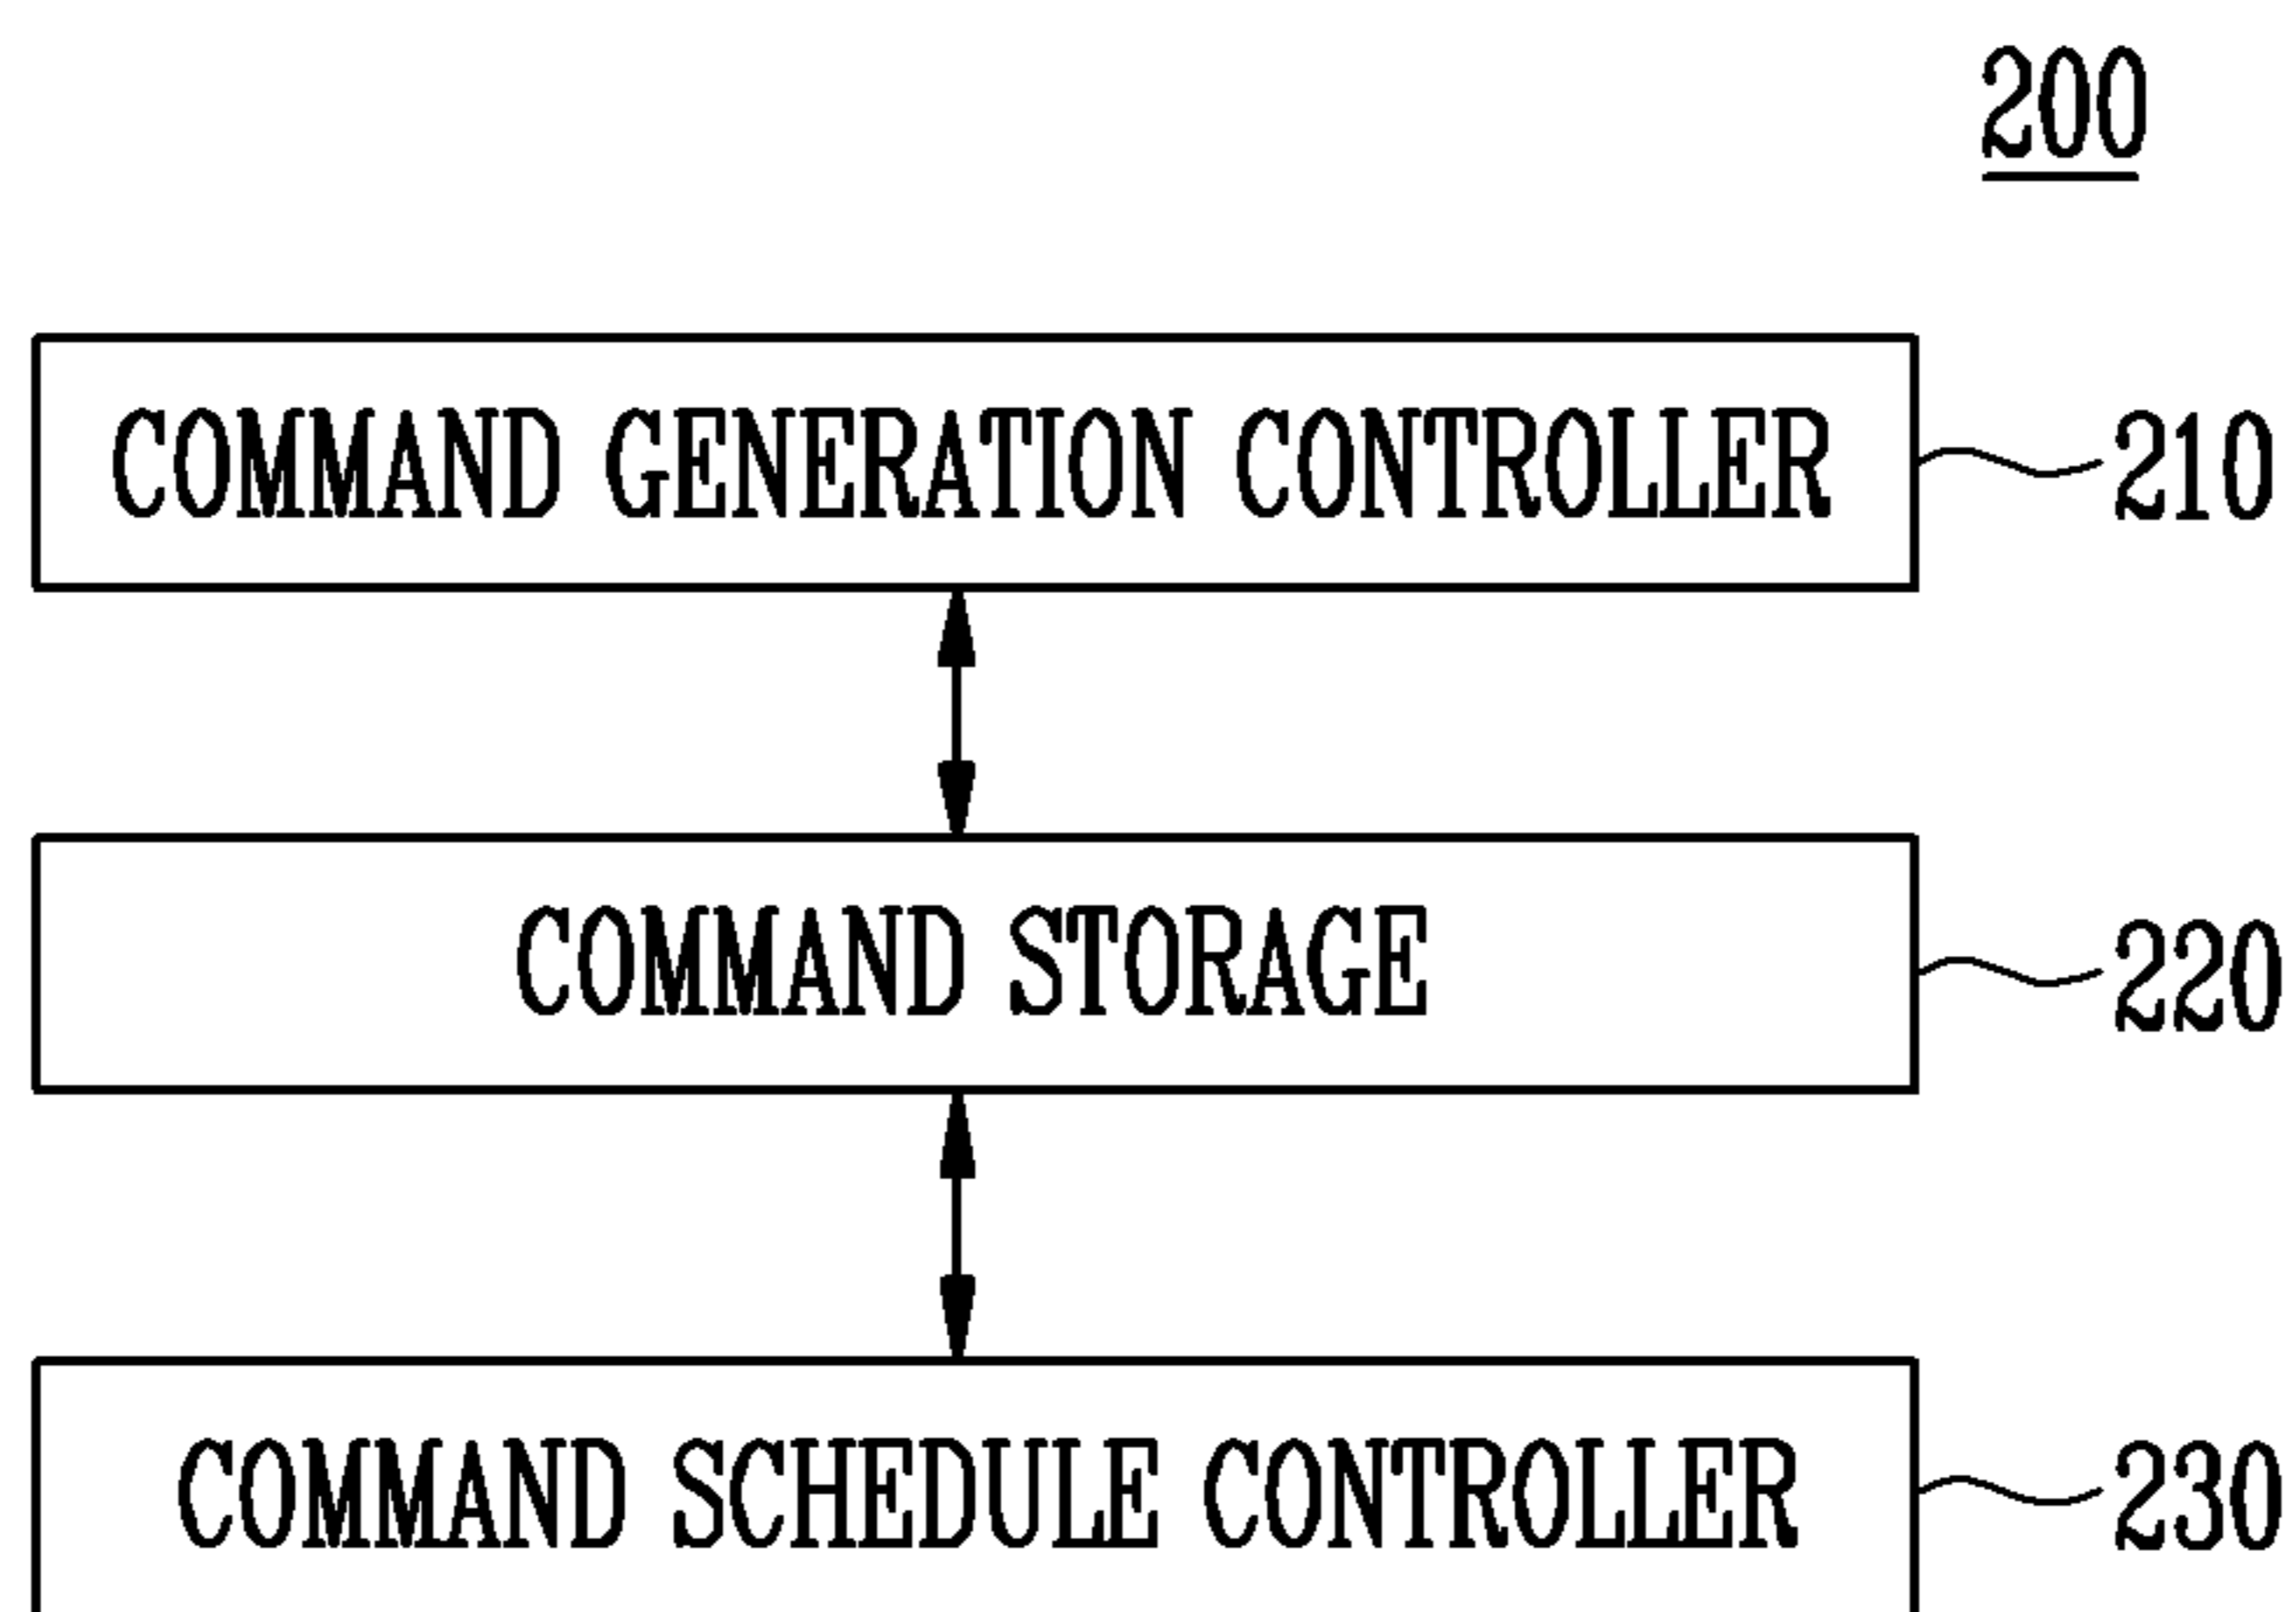 200
COMMAND GENERATION CONTROLLER 210
COMMAND STORAGE 220
COMMAND SCHEDULE CONTROLLER 230